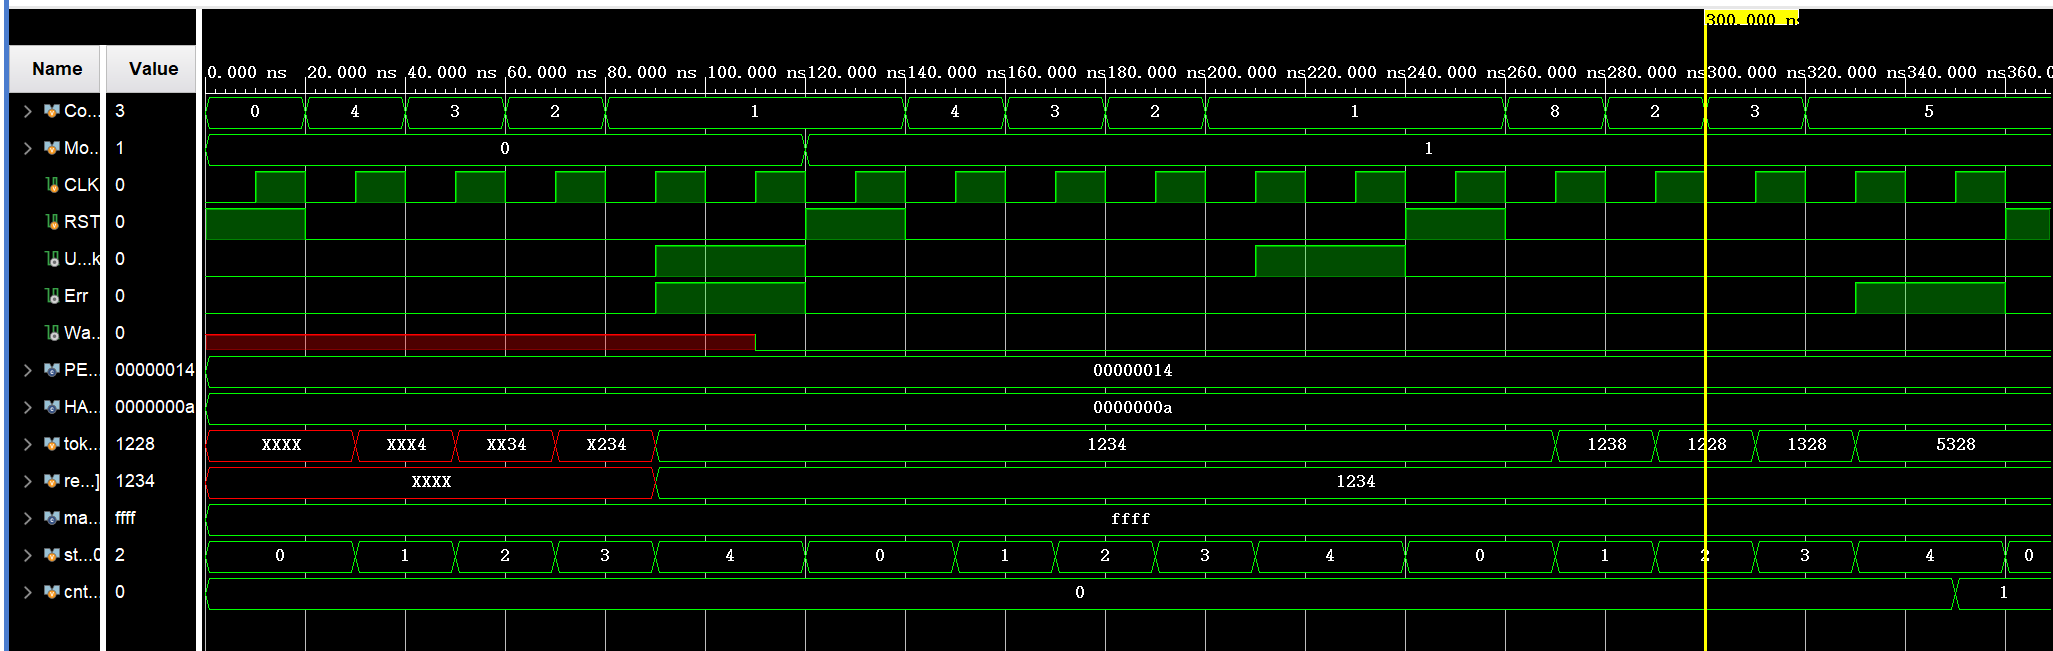 300.000 ns
Name Value
0.000 ns 20.000 ns 40.000 ns 60.000 ns 80.000 ns 100.000 ns 120.000 ns 140.000 ns 160.000 ns 180.000 ns 200.000 ns 220.000 ns 240.000 ns 260.000 ns 280.000 ns 300.000 ns 320.000 ns 340.000 ns 360.0
Co... 3 0 4 3 2 1 4 3 2 1 8 2 3 5
Mo... 1 0 1
CLK 0
RST 0
U...k 0
Err 0
Wa... 0
PE... 00000014 00000014
HA... 0000000a 0000000a
tok... 1228 XXXX XXX4 XX34 X234 1234 1238 1228 1328 5328
re...] 1234 XXXX 1234
ma... ffff ffff
st...0 2 0 1 2 3 4 0 1 2 3 4 0 1 2 3 4 0
cnt... 0 0 1